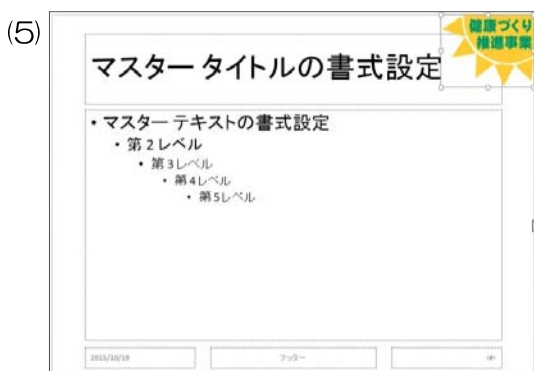 (5)
健康づくり
推進事業
マスター タイトルの書式設定
• マスター テキストの書式設定
• 第2レベル
• 第3レベル
• 第4レベル
• 第5レベル
2015/10/19
フッター